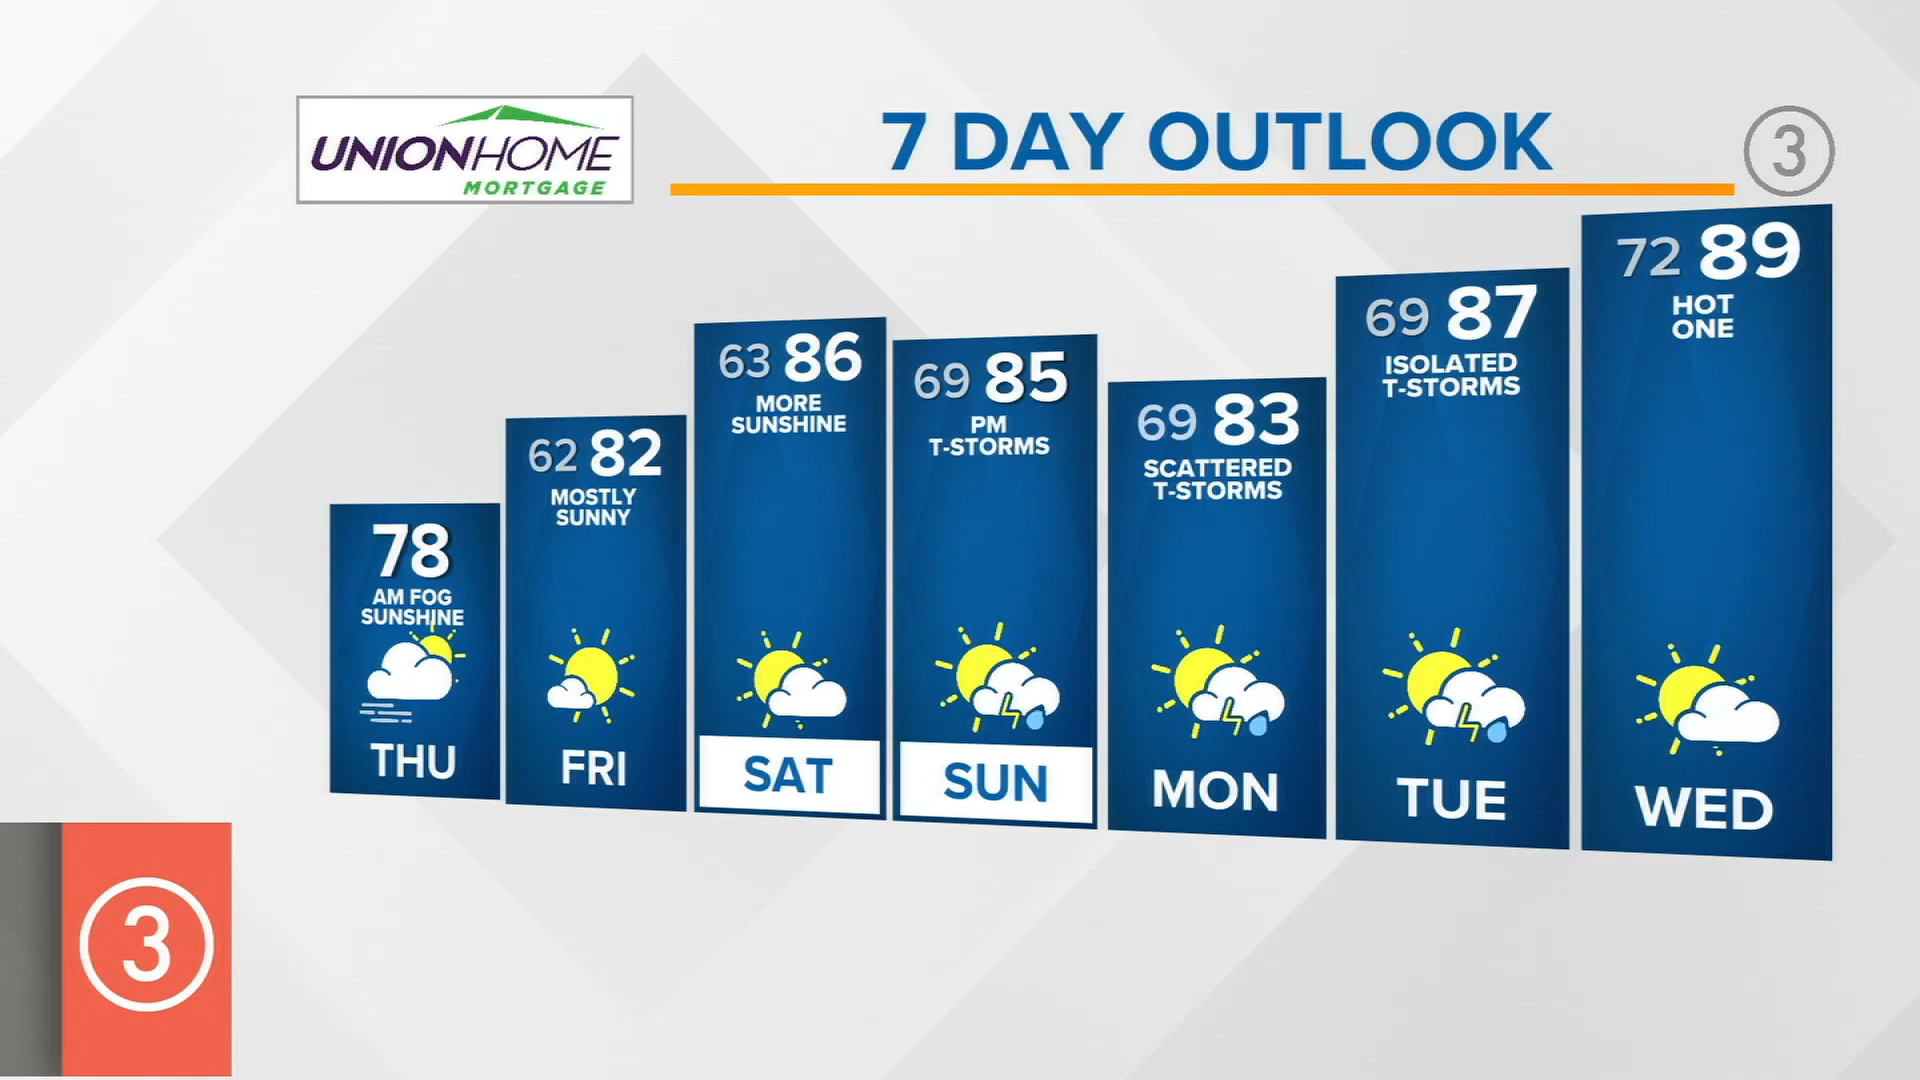 UNIONHOME
MORTGAGE
7 DAY OUTLOOK
3
78
AM FOG
SUNSHINE
THU
62 82
MOSTLY
SUNNY
FRI
63 86
MORE
SUNSHINE
SAT
69 85
PM
T-STORMS
SUN
69 83
SCATTERED
T-STORMS
MON
69 87
ISOLATED
T-STORMS
TUE
72 89
HOT
ONE
WED
3